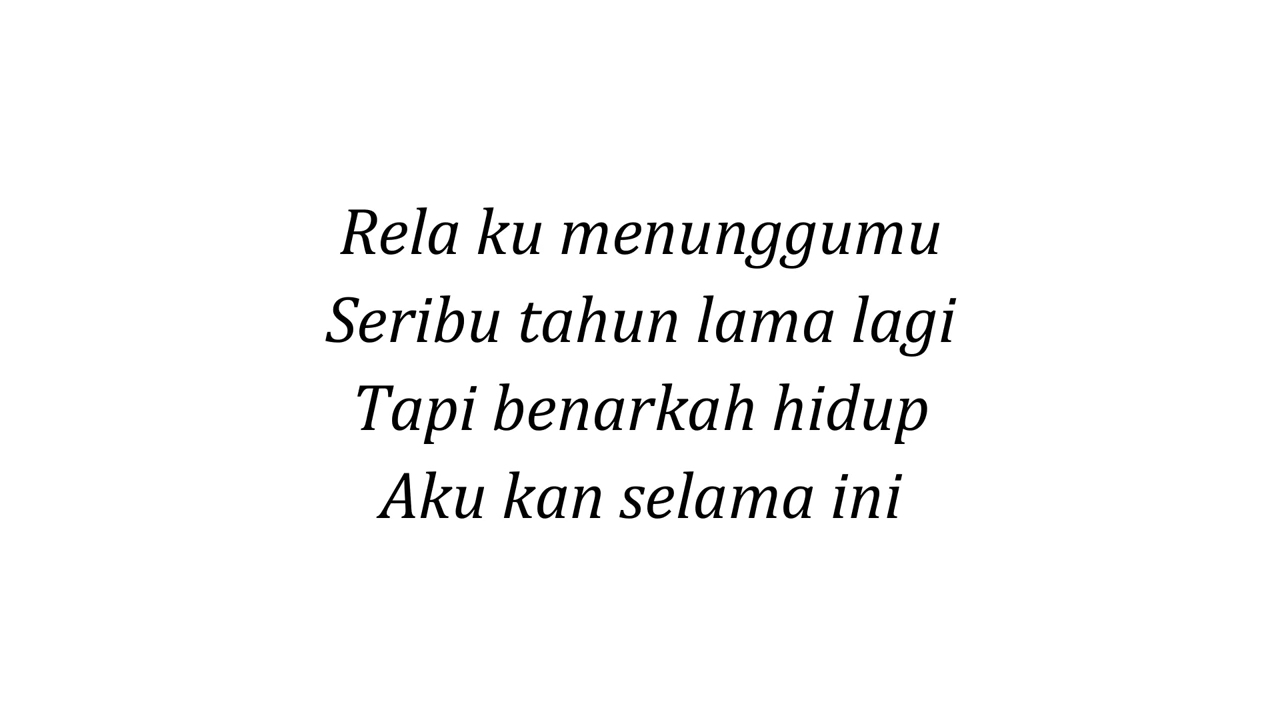 Rela ku menunggumu
Seribu tahun lama lagi
Tapi benarkah hidup
Aku kan selama ini